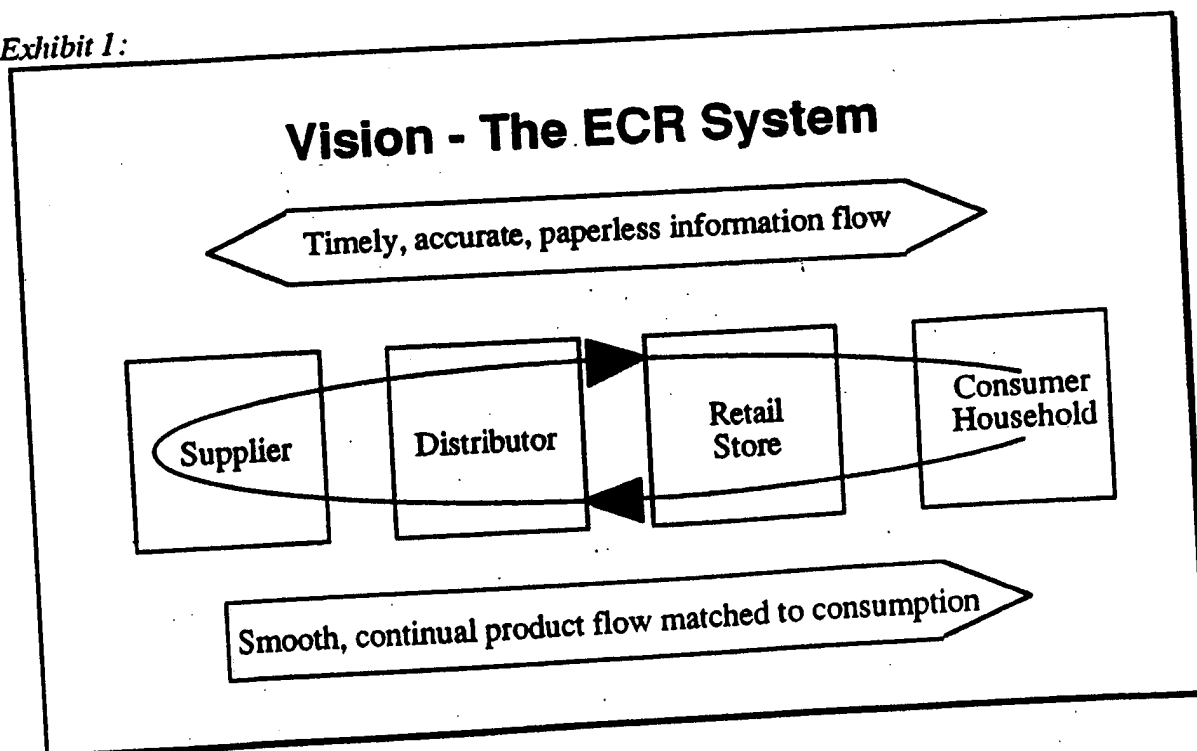 Exhibit 1:
Vision - The ECR System
Timely, accurate, paperless information flow
Supplier
Distributor
Retail
Store
Consumer
Household
Smooth, continual product flow matched to consumption